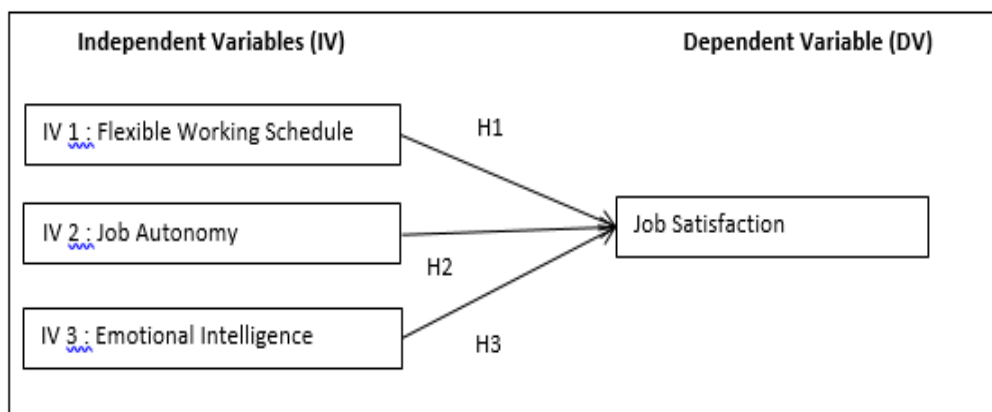 Independent Variables (IV)
Dependent Variable (DV)
IV 1 : Flexible Working Schedule
H1
IV 2 : Job Autonomy
Job Satisfaction
H2
IV 3 : Emotional Intelligence
H3